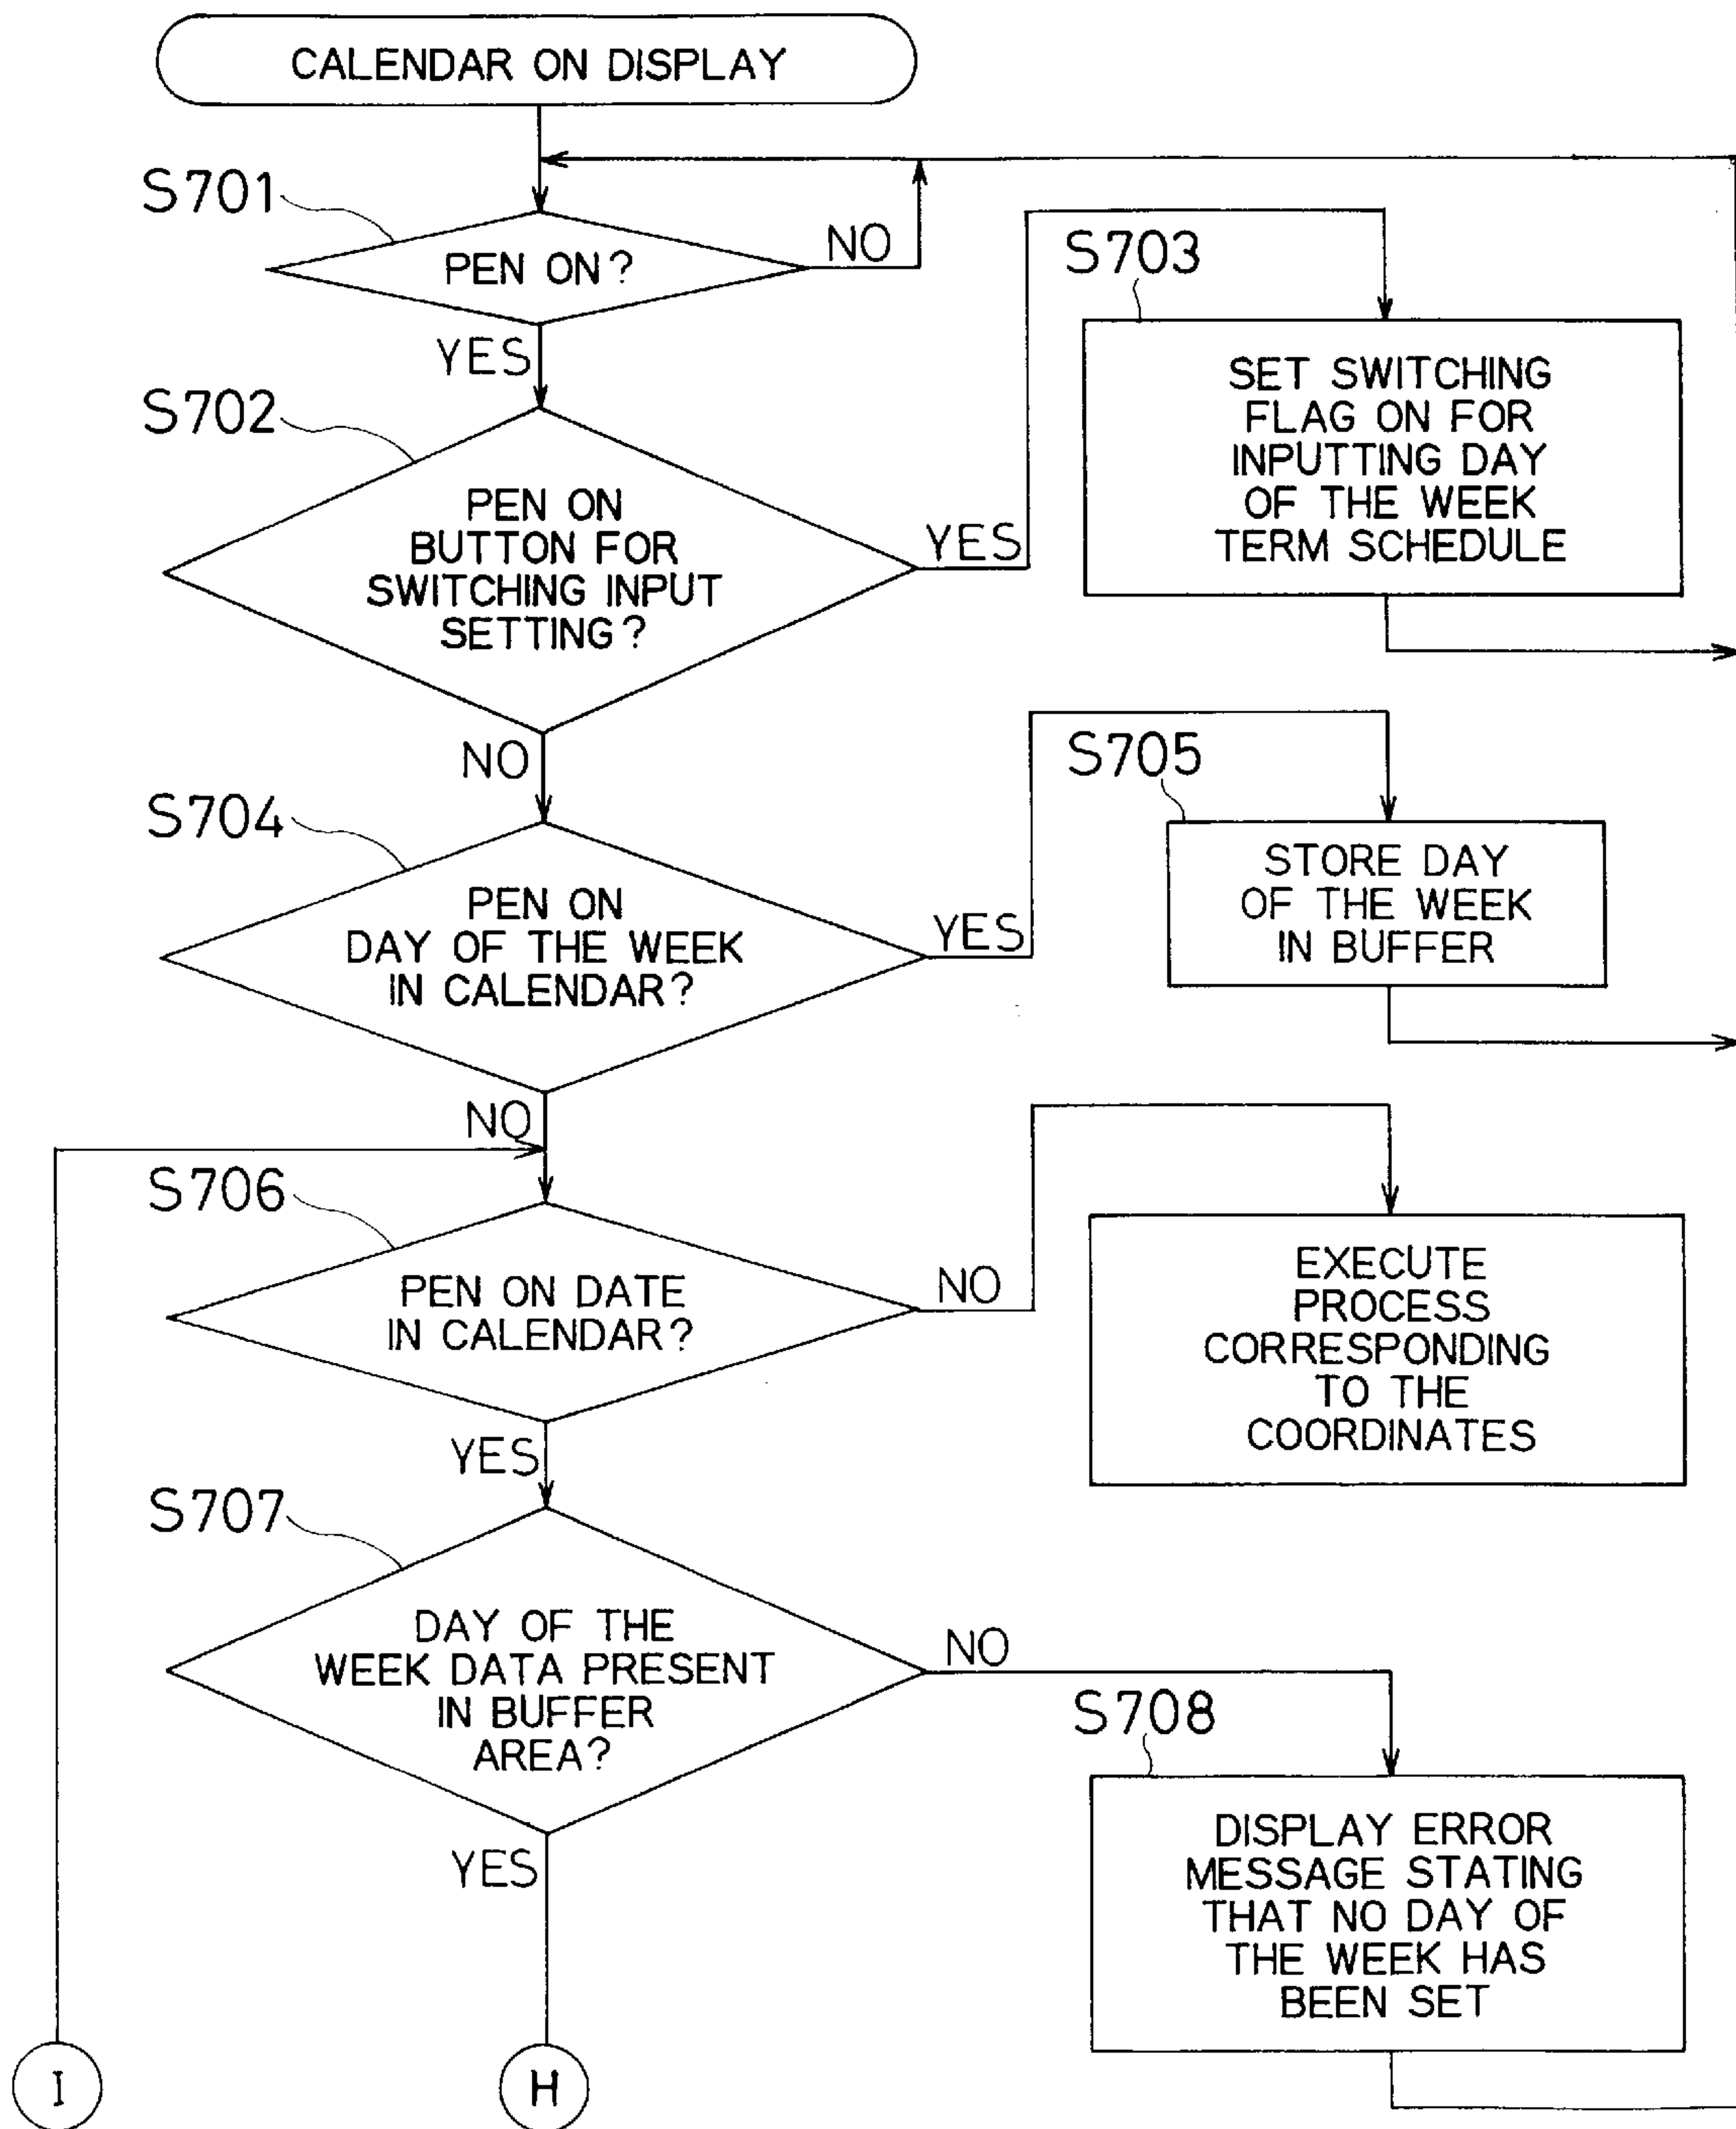 CALENDAR ON DISPLAY
S701
PEN ON?
NO
YES
S702
PEN ON
BUTTON FOR
SWITCHING INPUT
SETTING?
YES
NO
S703
SET SWITCHING
FLAG ON FOR
INPUTTING DAY
OF THE WEEK
TERM SCHEDULE
S704
PEN ON
DAY OF THE WEEK
IN CALENDAR?
YES
NO
S705
STORE DAY
OF THE WEEK
IN BUFFER
S706
PEN ON DATE
IN CALENDAR?
NO
YES
EXECUTE
PROCESS
CORRESPONDING
TO THE
COORDINATES
S707
DAY OF THE
WEEK DATA PRESENT
IN BUFFER
AREA?
NO
YES
S708
DISPLAY ERROR
MESSAGE STATING
THAT NO DAY OF
THE WEEK HAS
BEEN SET
I
H